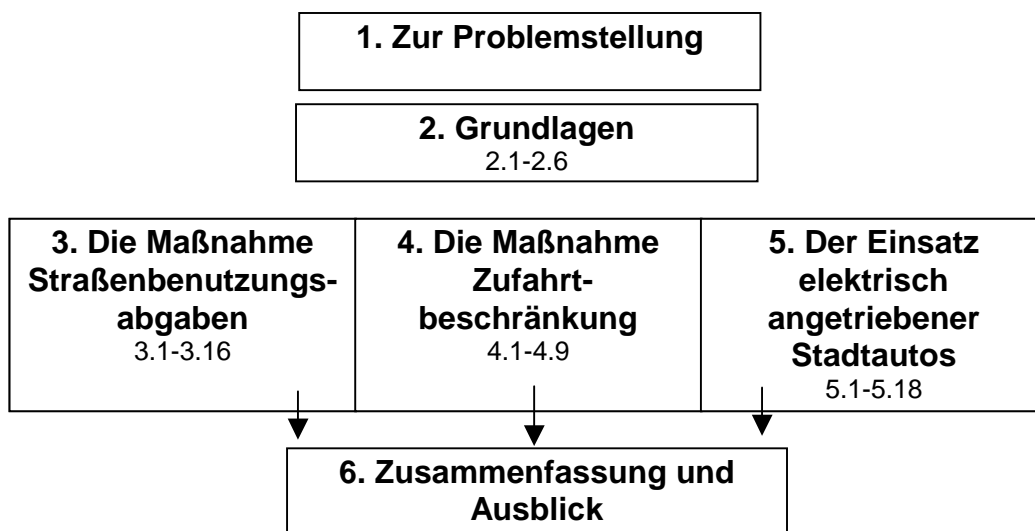 1. Zur Problemstellung
2. Grundlagen
2.1-2.6
3. Die Maßnahme
Straßenbenutzungs-
abgaben
3.1-3.16
4. Die Maßnahme
Zufahrt-
beschränkung
4.1-4.9
5. Der Einsatz
elektrisch
angetriebener
Stadtautos
5.1-5.18
6. Zusammenfassung und
Ausblick